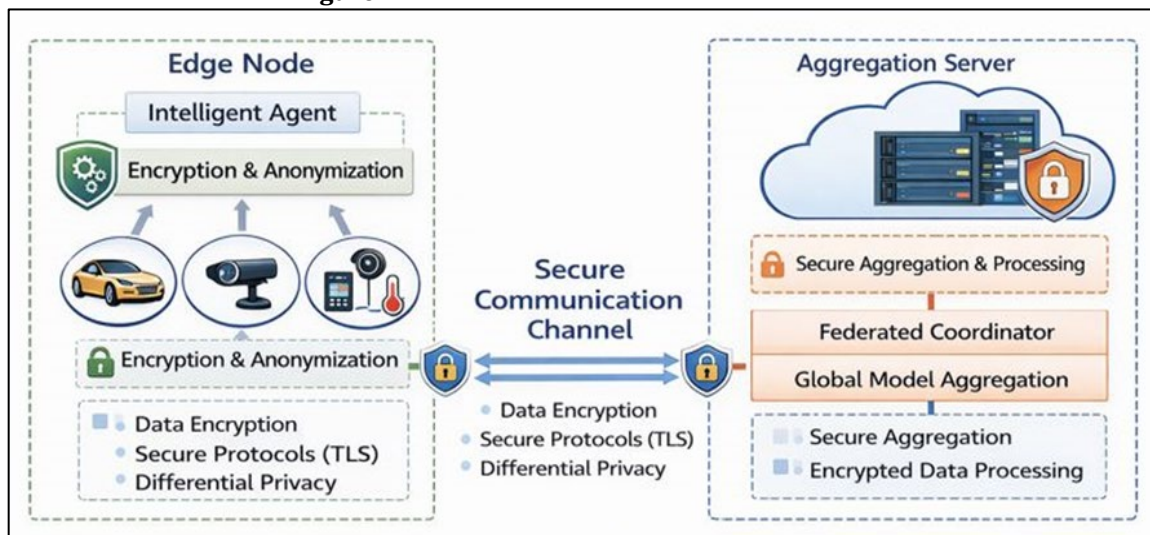 Edge Node
Intelligent Agent
Encryption & Anonymization
Encryption & Anonymization
Data Encryption
Secure Protocols (TLS)
Differential Privacy
Secure
Communication
Channel
Data Encryption
Secure Protocols (TLS)
Differential Privacy
Aggregation Server
Secure Aggregation & Processing
Federated Coordinator
Global Model Aggregation
Secure Aggregation
Encrypted Data Processing